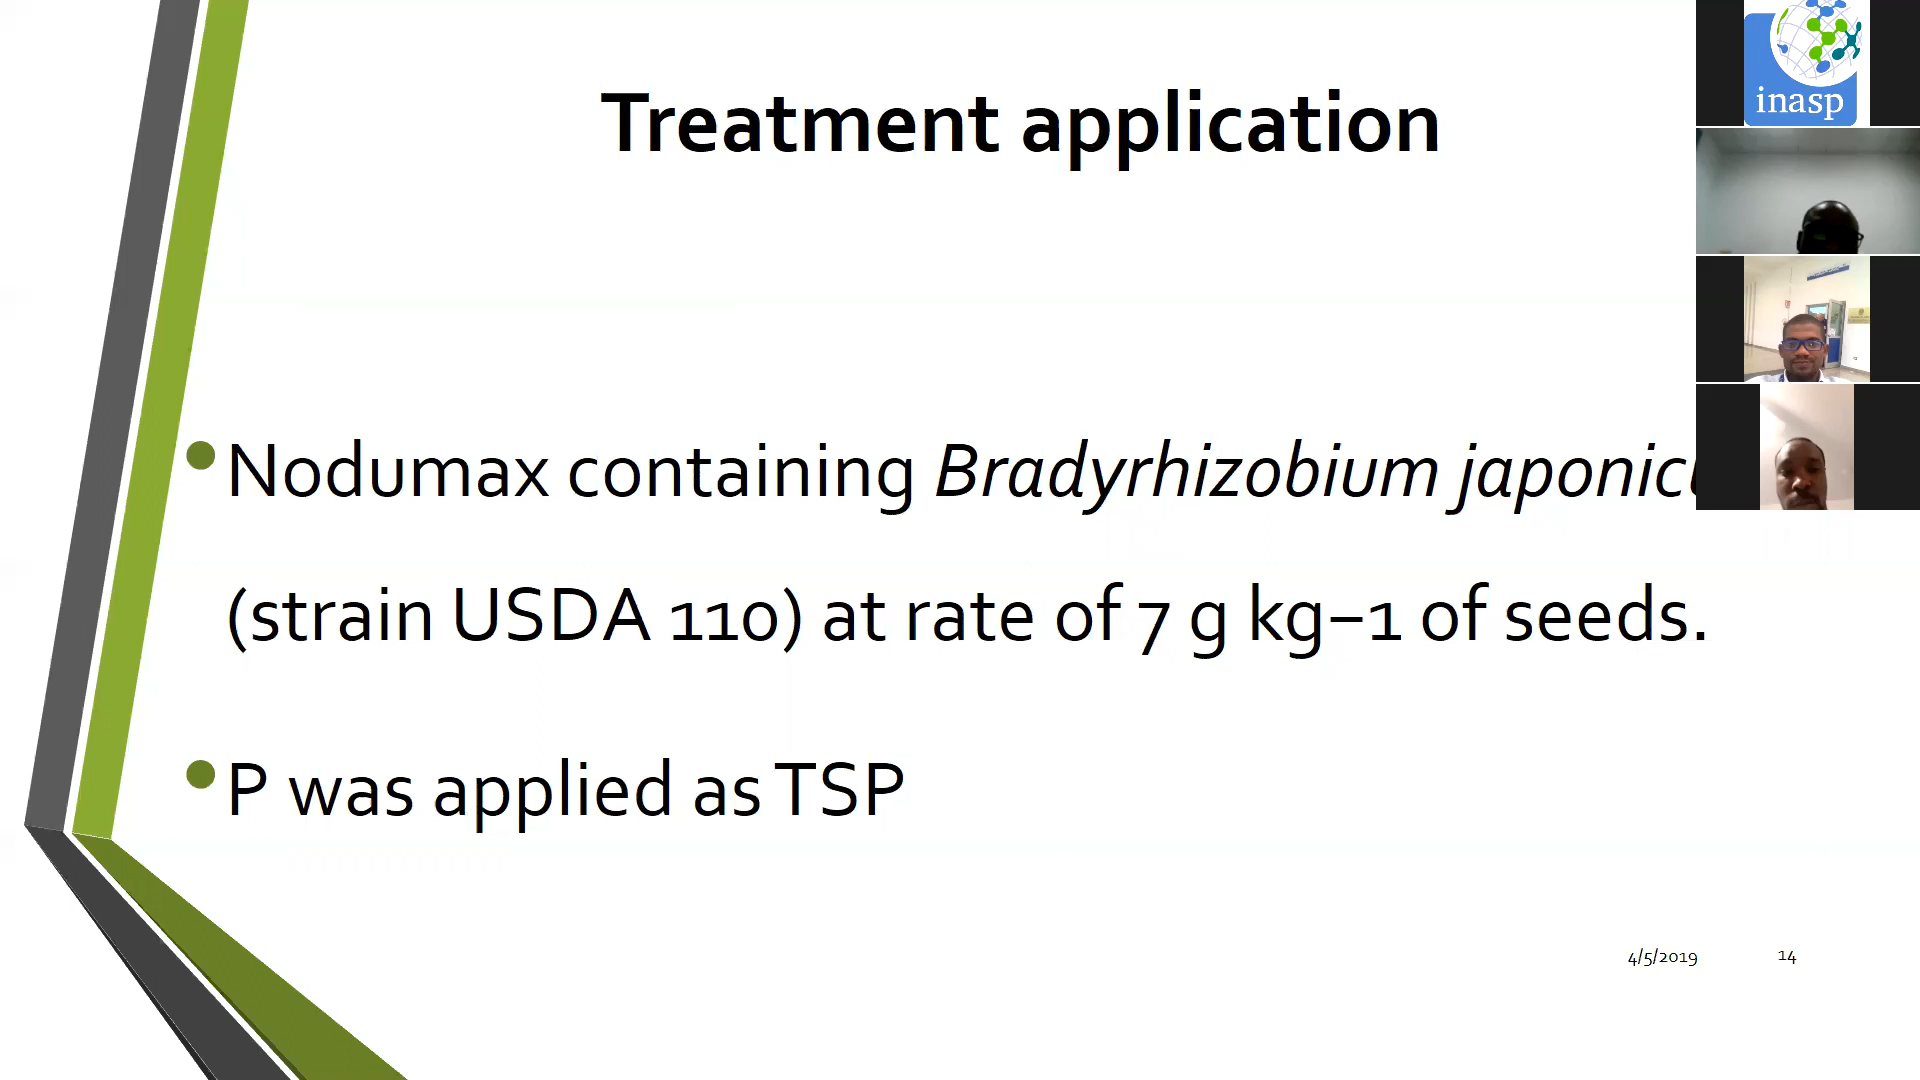 Treatment application
inasp
• Nodumax containing Bradyrhizobium japonic
(strain USDA 110) at rate of 7 g kg−1 of seeds.
• P was applied as TSP
4/5/2019 14